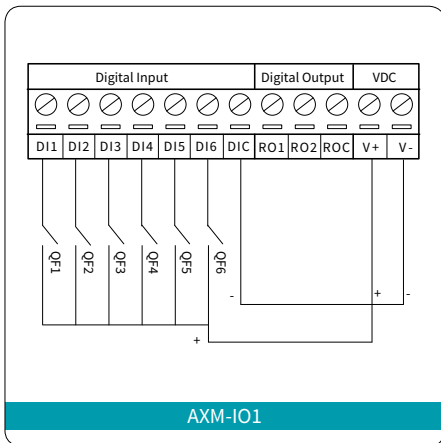 Digital Input Digital Output VDC
DI1 DI2 DI3 DI4 DI5 DI6 DIC RO1 RO2 ROC V+ V-
QF1 QF2 QF3 QF4 QF5 QF6
- + -
+
AXM-IO1